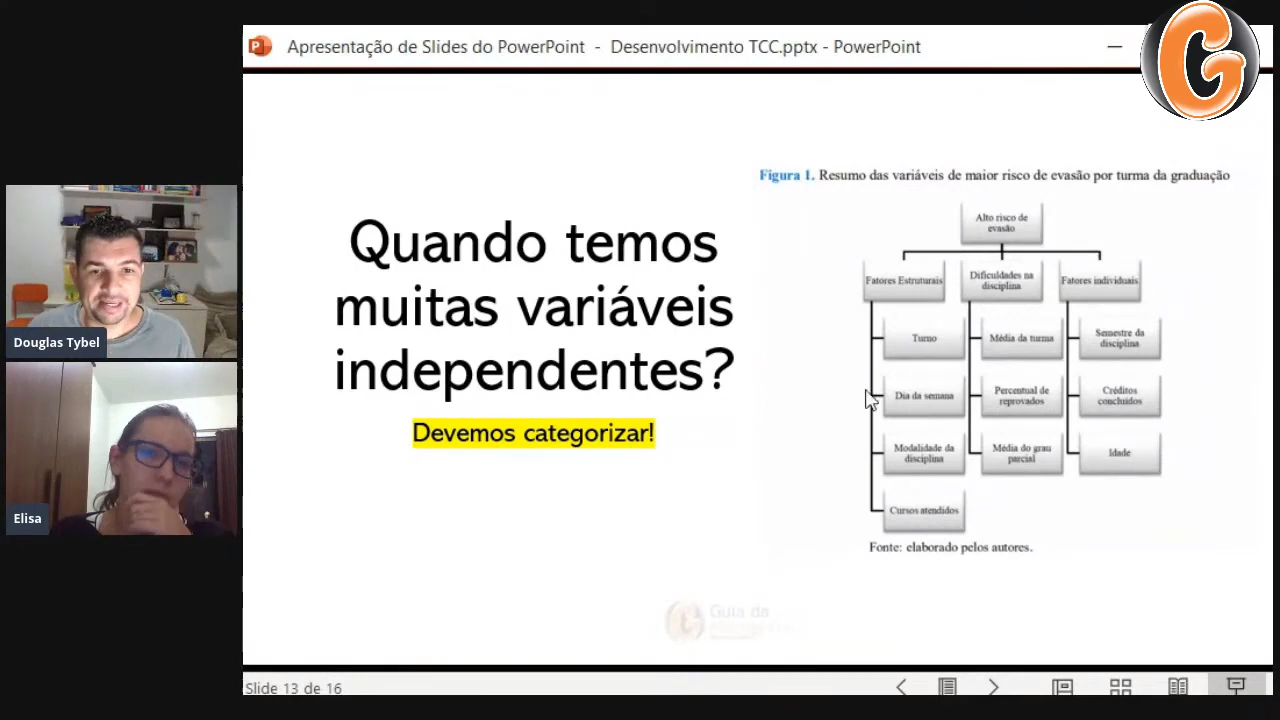 Apresentação de Slides do PowerPoint - Desenvolvimento TCC.pptx - PowerPoint
Quando temos
muitas variáveis
independentes?
Devemos categorizar!
Figura 1. Resumo das variáveis de maior risco de evasão por turma da graduação
Alto risco de
evasão
Fatores Estruturais
Dificuldades na
disciplina
Fatores individuais
Turno
Média da turma
Semestre da
disciplina
Dia da semana
Percentual de
reprovados
Créditos
concluídos
Modalidade da
disciplina
Média do grau
parcial
Idade
Cursos atendidos
Fonte: elaborado pelos autores.
Douglas Tybel
Elisa
Guia da
Slide 13 de 16